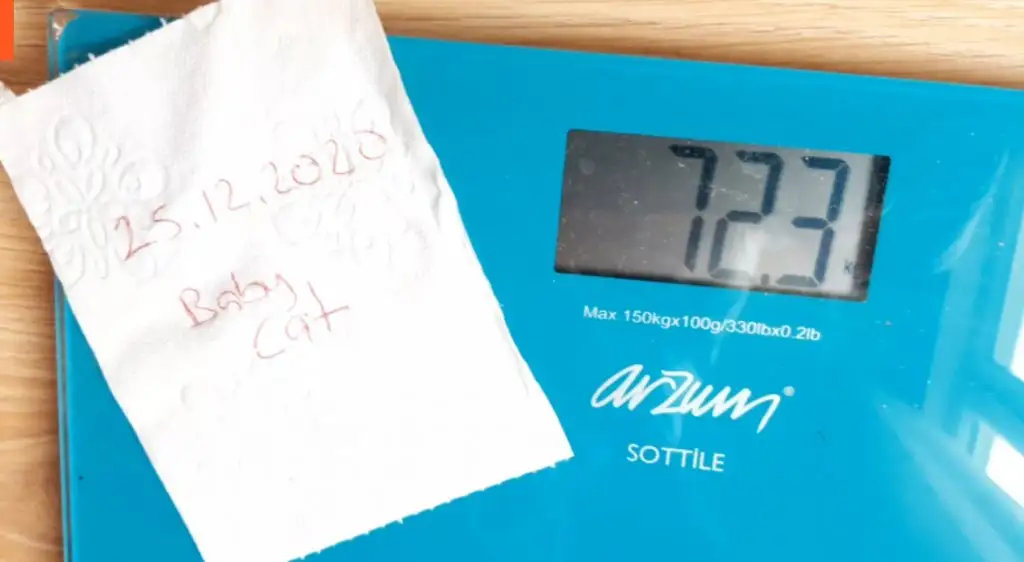 25.12.2020
Baby
Cat
72.3
k
Max 150kgx100g/330lbx0.2lb
arzum®
SOTTİLE